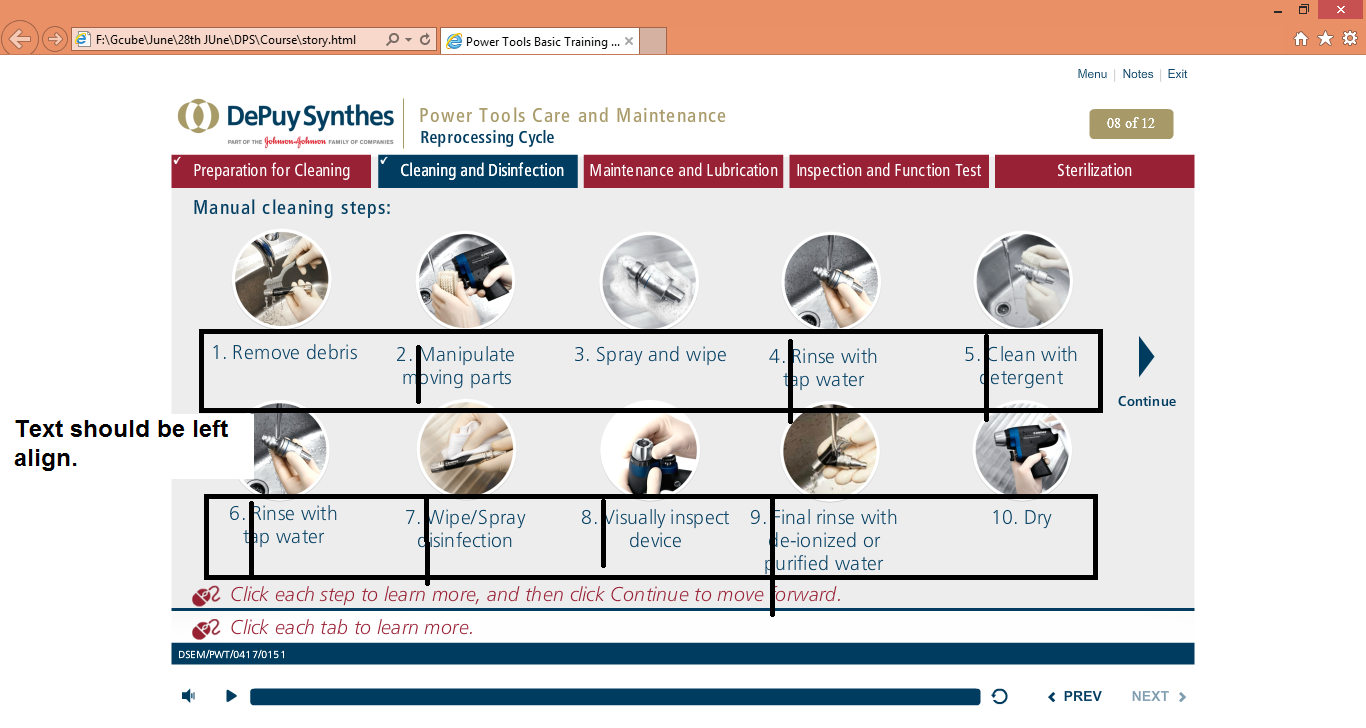 F:\Gcube\June\28th JUne\DPS\Course\story.html
Power Tools Basic Training ...
Menu | Notes | Exit
DePuy Synthes
PART OF THE Johnson & Johnson FAMILY OF COMPANIES
Power Tools Care and Maintenance
Reprocessing Cycle
08 of 12
Preparation for Cleaning
Cleaning and Disinfection
Maintenance and Lubrication
Inspection and Function Test
Sterilization
Manual cleaning steps:
1. Remove debris
2. Manipulate
moving parts
3. Spray and wipe
4. Rinse with
tap water
5. Clean with
detergent
Continue
Text should be left
align.
6. Rinse with
tap water
7. Wipe/Spray
disinfection
8. Visually inspect
device
9. Final rinse with
de-ionized or
purified water
10. Dry
Click each step to learn more, and then click Continue to move forward.
Click each tab to learn more.
DSEM/PWT/0417/0151
PREV
NEXT